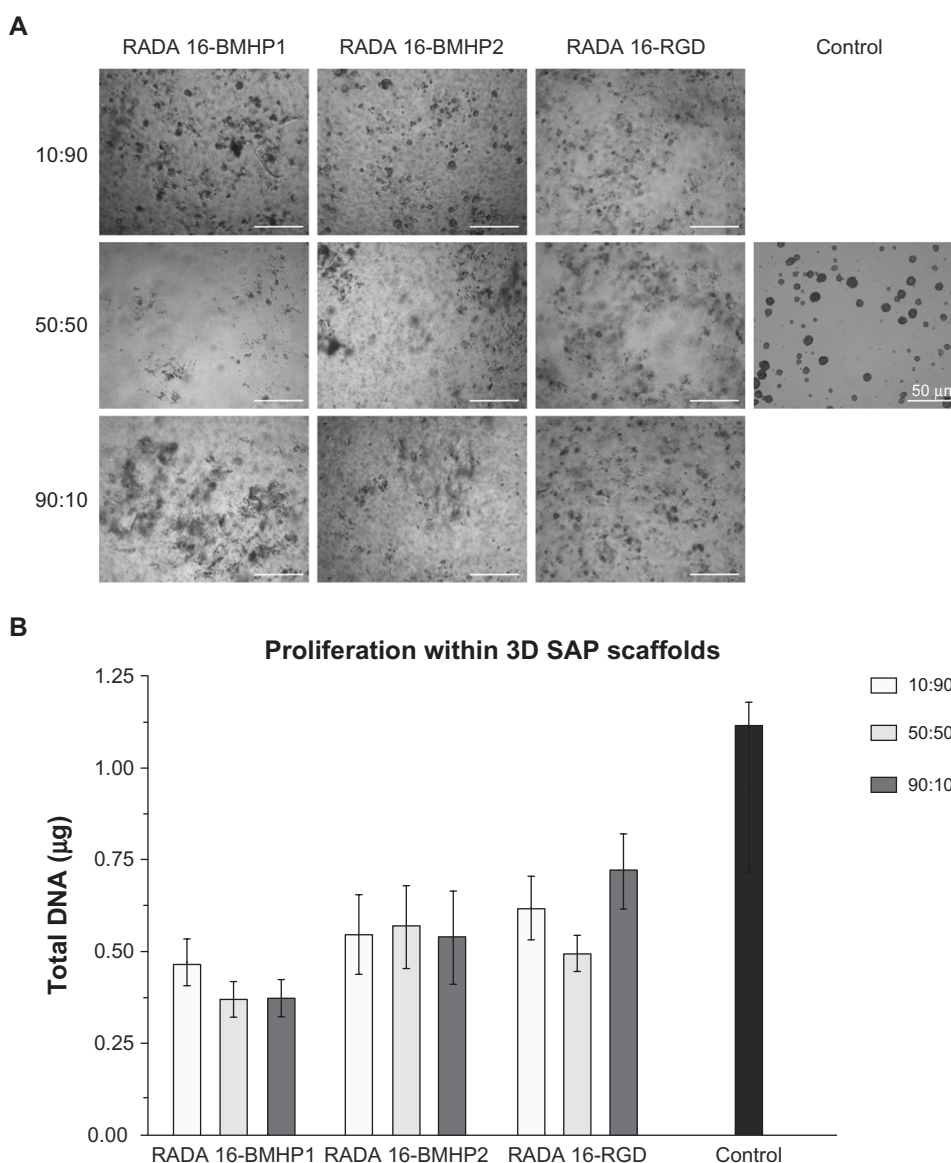 A
RADA 16-BMHP1 RADA 16-BMHP2 RADA 16-RGD Control
10:90
50:50
50 μm
90:10
B
Proliferation within 3D SAP scaffolds
1.25
1.00
0.75
0.50
0.25
0.00
Total DNA (μg)
10:90
50:50
90:10
RADA 16-BMHP1 RADA 16-BMHP2 RADA 16-RGD Control